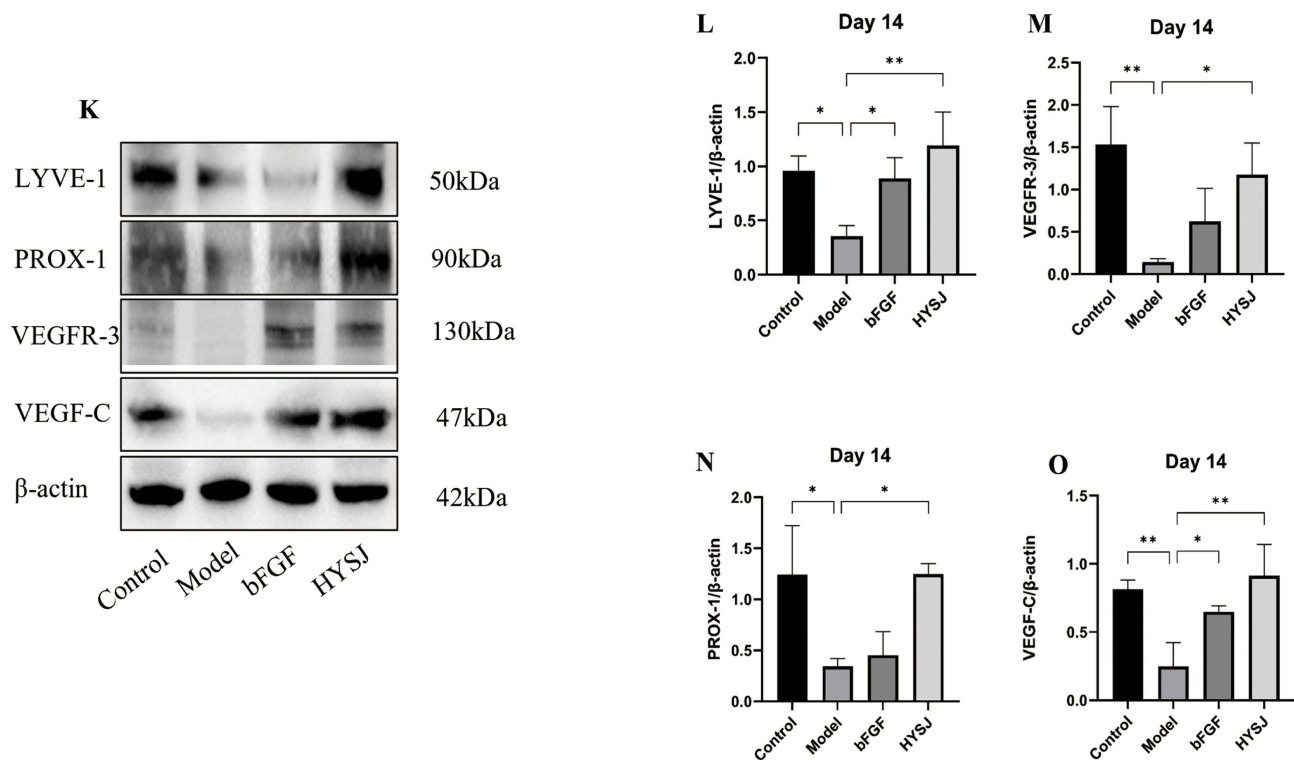 K
LYVE-1 50kDa
PROX-1 90kDa
VEGFR-3 130kDa
VEGF-C 47kDa
β-actin 42kDa
Control Model bFGF HYSJ
L
Day 14
LYVE-1/β-actin
2.0
1.5
1.0
0.5
0.0
* * **
Control Model bFGF HYSJ
M
Day 14
VEGFR-3/β-actin
2.5
2.0
1.5
1.0
0.5
0.0
** *
Control Model bFGF HYSJ
N
Day 14
PROX-1/β-actin
2.0
1.5
1.0
0.5
0.0
* *
Control Model bFGF HYSJ
O
Day 14
VEGF-C/β-actin
1.5
1.0
0.5
0.0
** * **
Control Model bFGF HYSJ